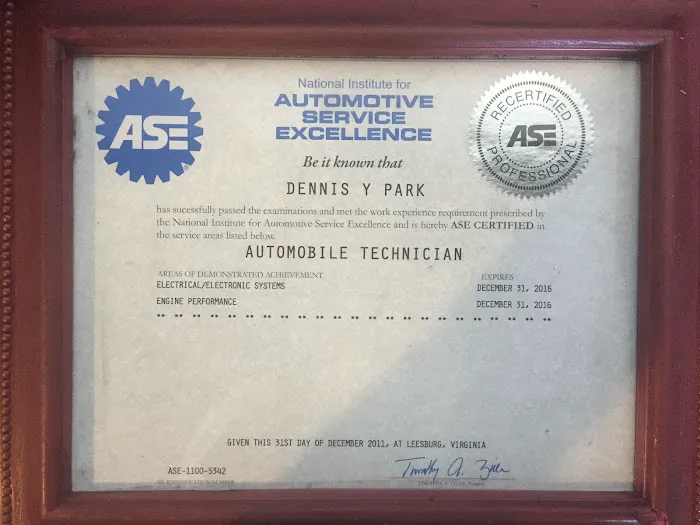 ASE
®
National Institute for
AUTOMOTIVE
SERVICE
EXCELLENCE
RECERTIFIED
ASE
PROFESSIONAL
Be it known that
DENNIS Y PARK
has sucessfully passed the examinations and met the work experience requirement prescribed by
the National Institute for Automotive Service Excellence and is hereby ASE CERTIFIED in
the service areas listed below.
AUTOMOBILE TECHNICIAN
AREAS OF DEMONSTRATED ACHIEVEMENT EXPIRES
ELECTRICAL/ELECTRONIC SYSTEMS DECEMBER 31, 2016
ENGINE PERFORMANCE DECEMBER 31, 2016
** ** ** ** ** ** ** ** ** ** ** ** ** ** ** ** ** ** ** ** ** ** **
GIVEN THIS 31ST DAY OF DECEMBER 2011, AT LEESBURG, VIRGINIA
ASE-1100-5342
Timothy A. Zilke